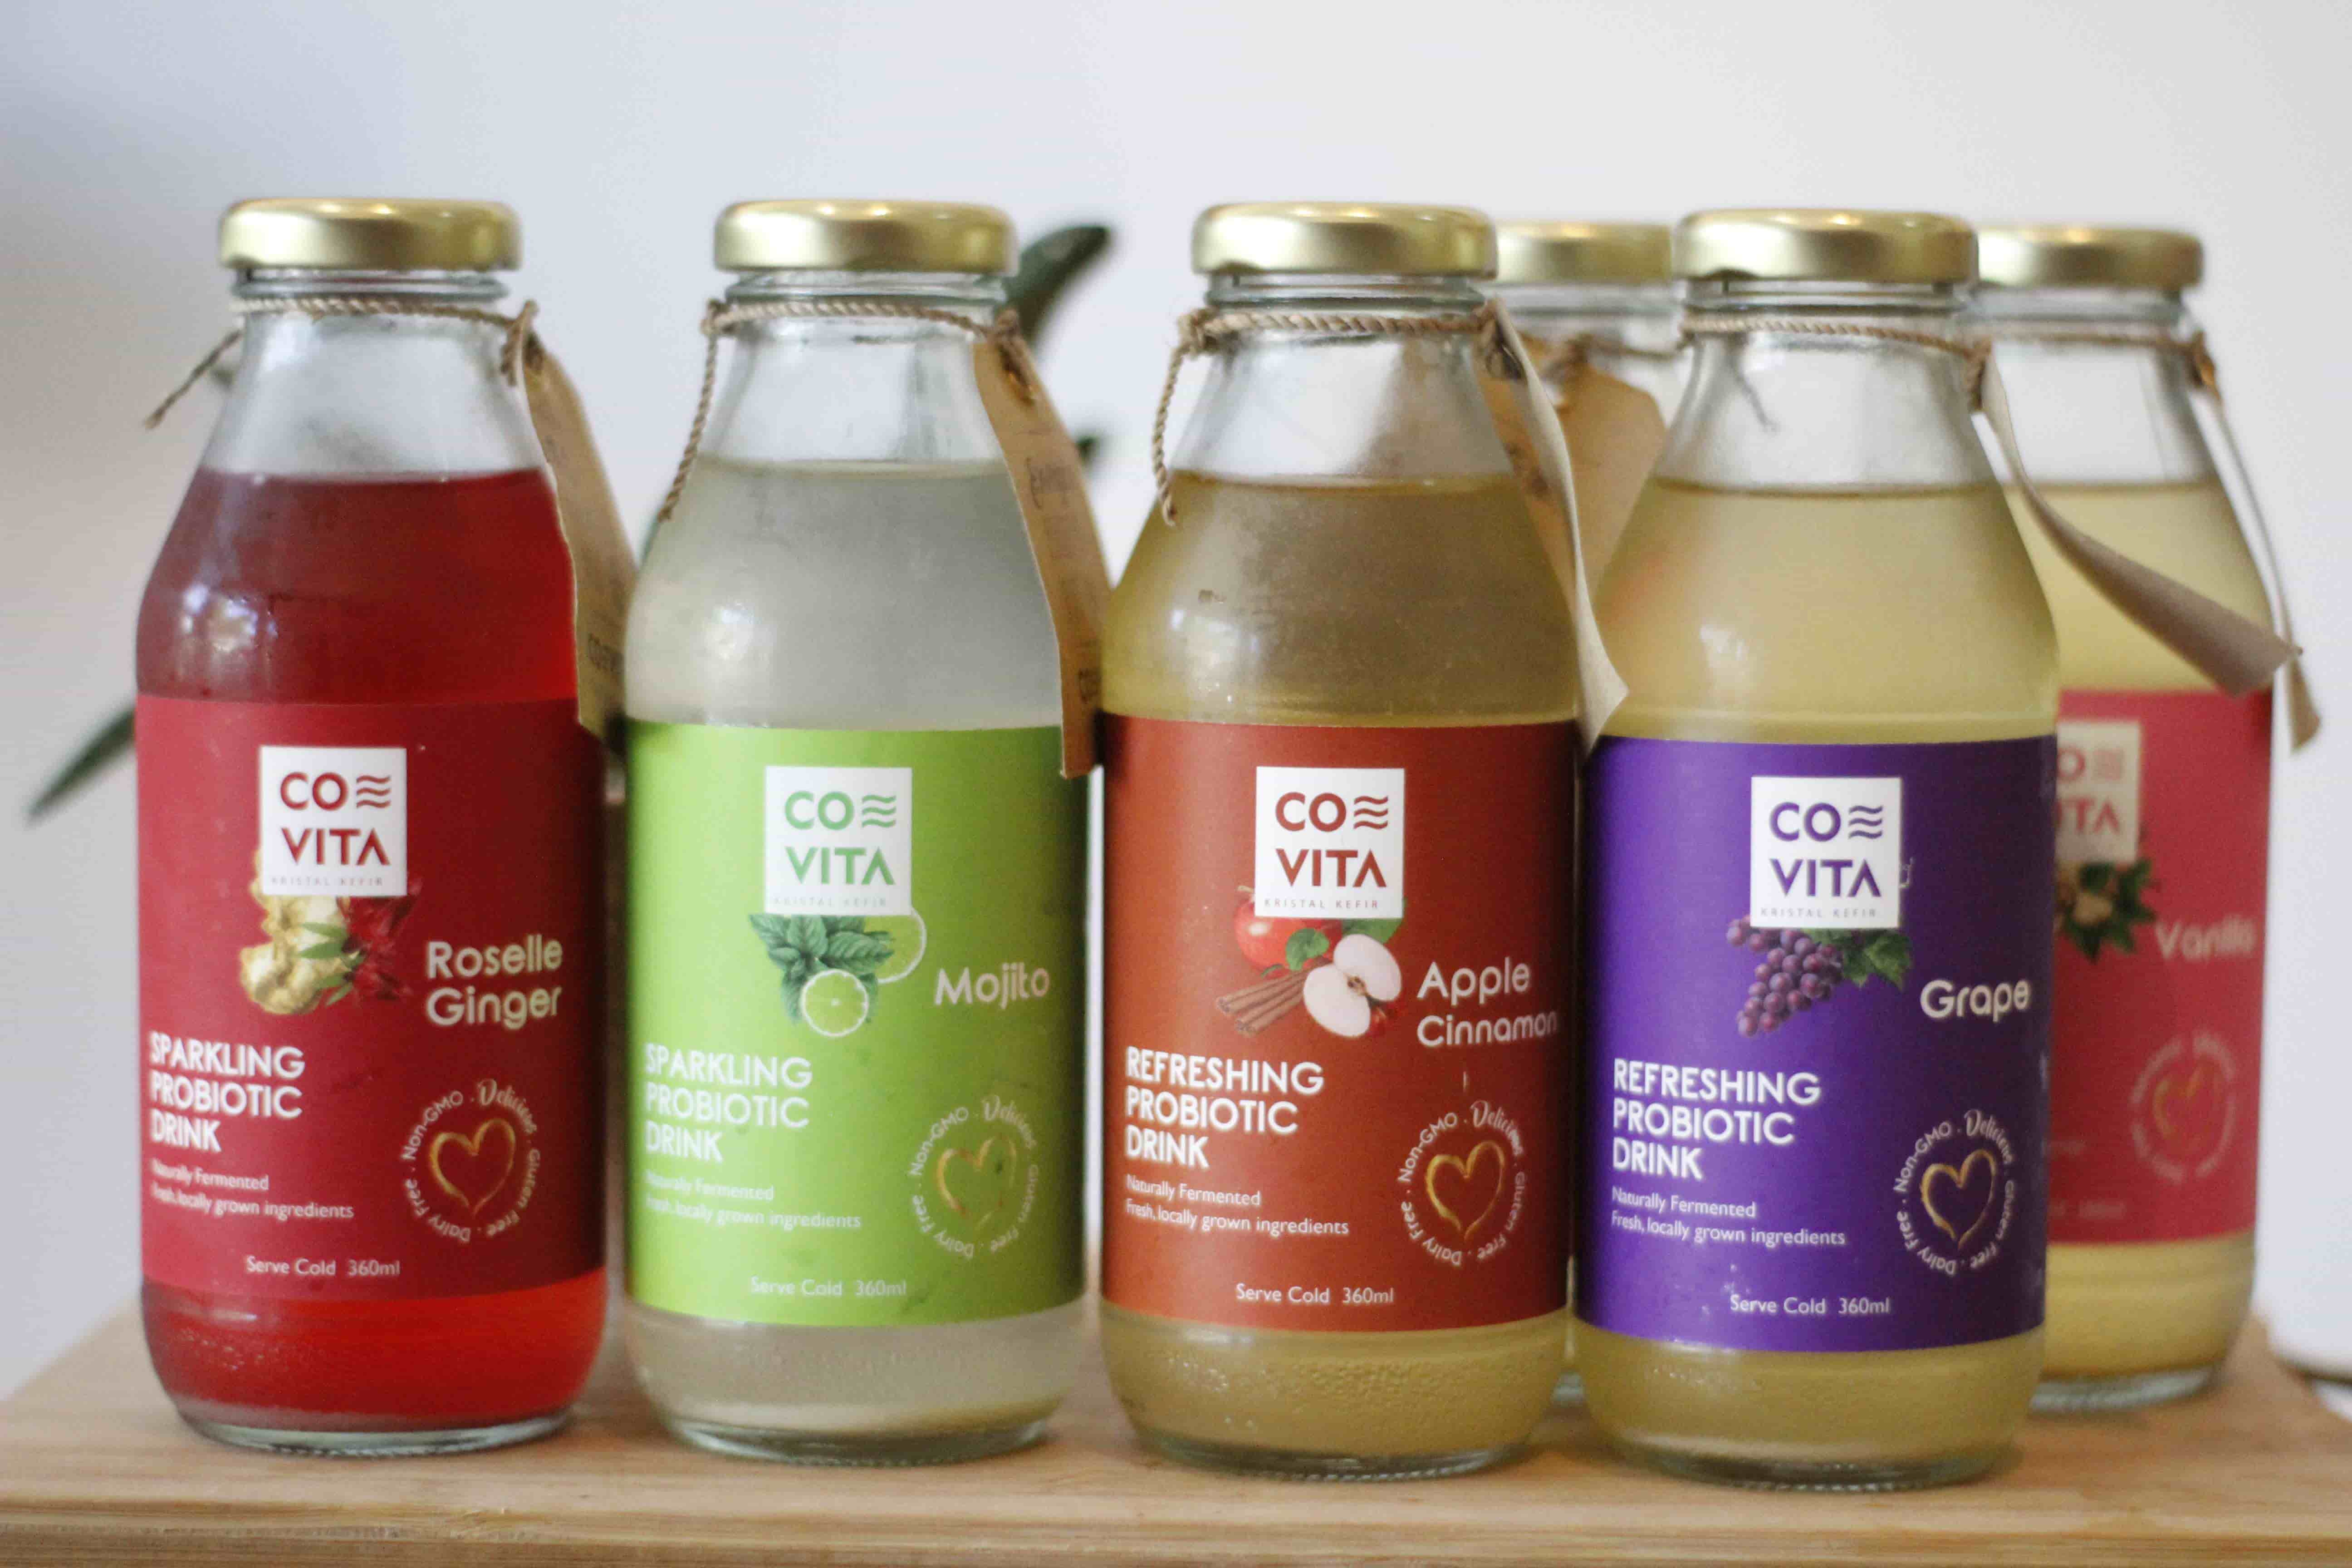 CO
VITA
KRISTAL KEFIR
Roselle
Ginger
SPARKLING
PROBIOTIC
DRINK
Naturally Fermented
Fresh, locally grown ingredients
Non-GMO . Delicious . Gluten Free . Dairy Free .
Serve Cold 360ml
CO
VITA
KRISTAL KEFIR
Mojito
SPARKLING
PROBIOTIC
DRINK
Naturally Fermented
Fresh, locally grown ingredients
Non-GMO . Delicious . Gluten Free . Dairy Free .
Serve Cold 360ml
CO
VITA
KRISTAL KEFIR
Apple
Cinnamon
REFRESHING
PROBIOTIC
DRINK
Naturally Fermented
Fresh, locally grown ingredients
Non-GMO . Delicious . Gluten Free . Dairy Free .
Serve Cold 360ml
CO
VITA
KRISTAL KEFIR
Grape
REFRESHING
PROBIOTIC
DRINK
Naturally Fermented
Fresh, locally grown ingredients
Non-GMO . Delicious . Gluten Free . Dairy Free .
Serve Cold 360ml
Vanilla